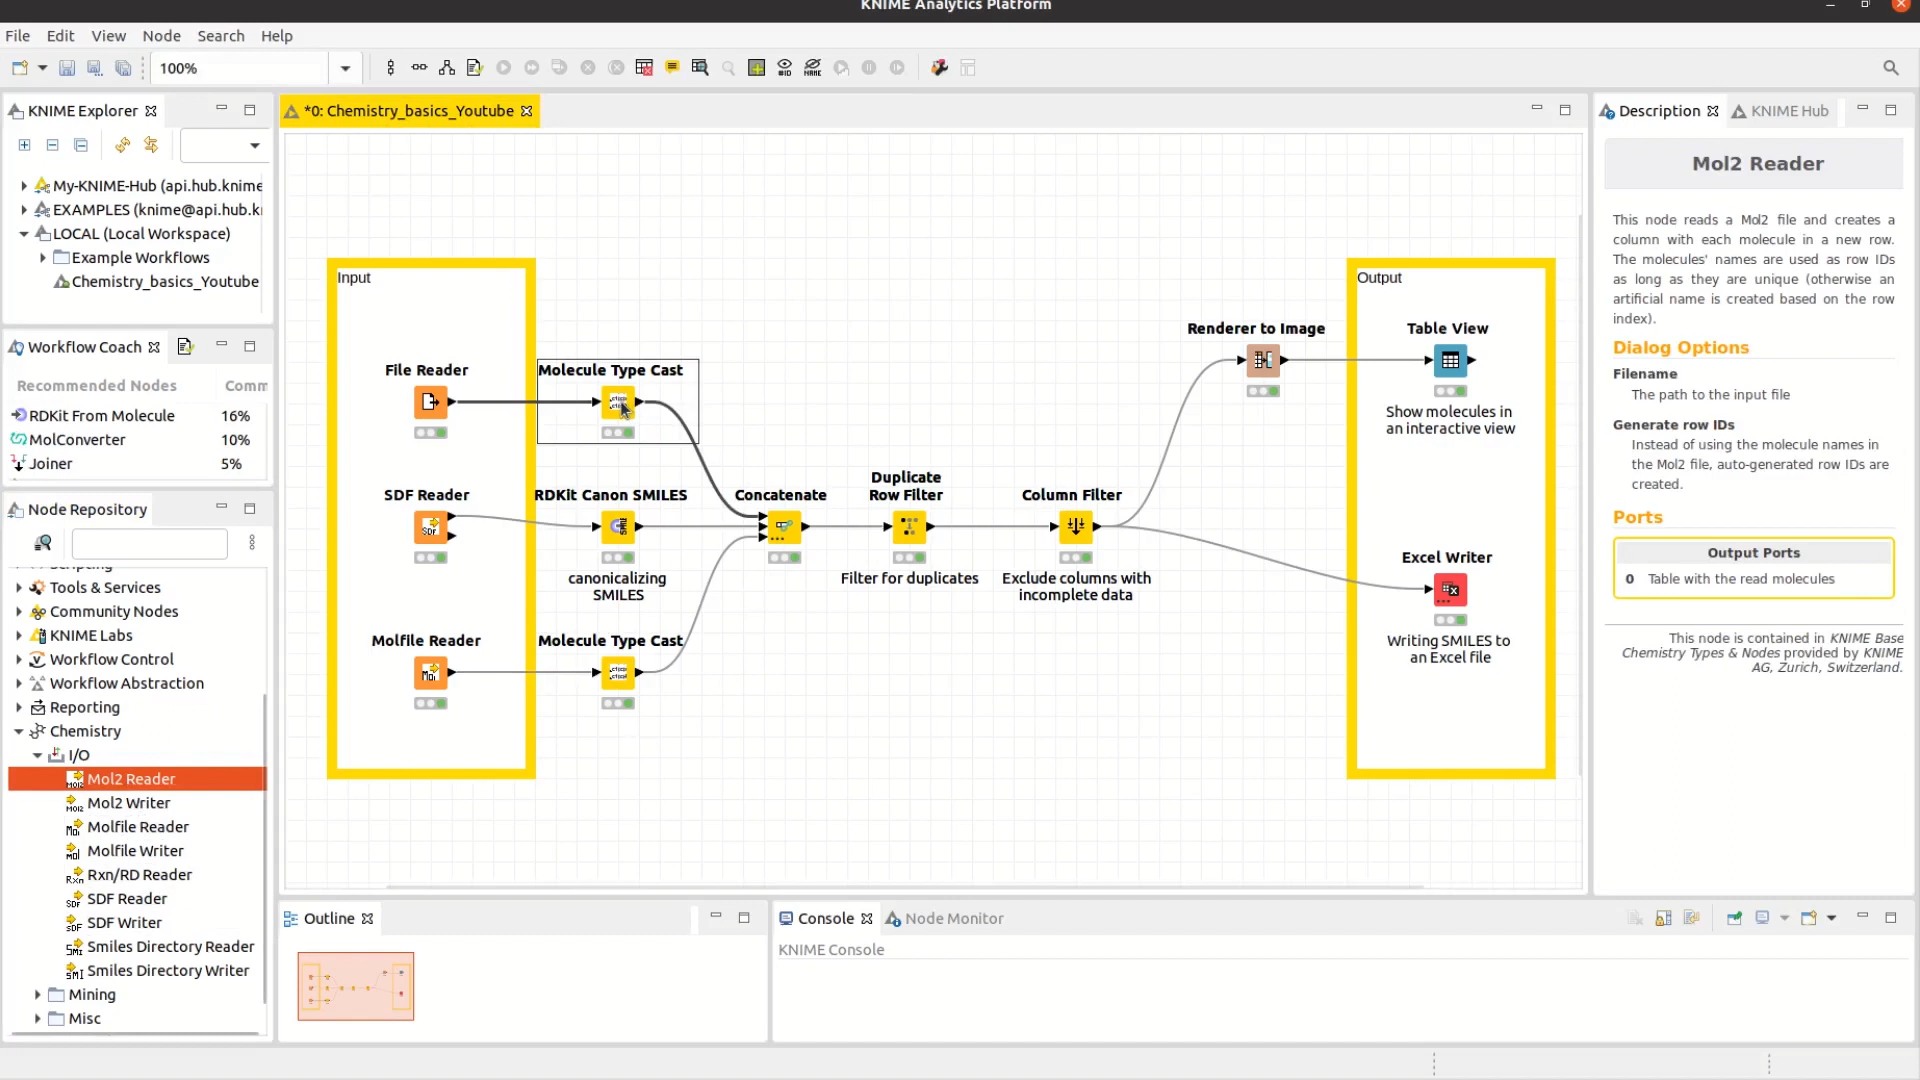 KNIME Analytics Platform
File Edit View Node Search Help
100%
KNIME Explorer
My-KNIME-Hub (api.hub.knime
EXAMPLES (knime@api.hub.kn
LOCAL (Local Workspace)
Example Workflows
Chemistry_basics_Youtube
Workflow Coach
Recommended Nodes Comm
RDKit From Molecule 16%
MolConverter 10%
Joiner 5%
Node Repository
Scripting
Tools & Services
Community Nodes
KNIME Labs
Workflow Control
Workflow Abstraction
Reporting
Chemistry
I/O
Mol2 Reader
Mol2 Writer
Molfile Reader
Molfile Writer
Rxn/RD Reader
SDF Reader
SDF Writer
Smiles Directory Reader
Smiles Directory Writer
Mining
Misc
*0: Chemistry_basics_Youtube
Input
File Reader
Molecule Type Cast
SDF Reader
RDKit Canon SMILES
canonicalizing
SMILES
Molfile Reader
Molecule Type Cast
Concatenate
Duplicate
Row Filter
Filter for duplicates
Column Filter
Exclude columns with
incomplete data
Renderer to Image
Output
Table View
Show molecules in
an interactive view
Excel Writer
Writing SMILES to
an Excel file
Outline
Console Node Monitor
KNIME Console
Description KNIME Hub
Mol2 Reader
This node reads a Mol2 file and creates a
column with each molecule in a new row.
The molecules' names are used as row IDs
as long as they are unique (otherwise an
artificial name is created based on the row
index).
Dialog Options
Filename
The path to the input file
Generate row IDs
Instead of using the molecule names in
the Mol2 file, auto-generated row IDs are
created.
Ports
Output Ports
0 Table with the read molecules
This node is contained in KNIME Base
Chemistry Types & Nodes provided by KNIME
AG, Zurich, Switzerland.